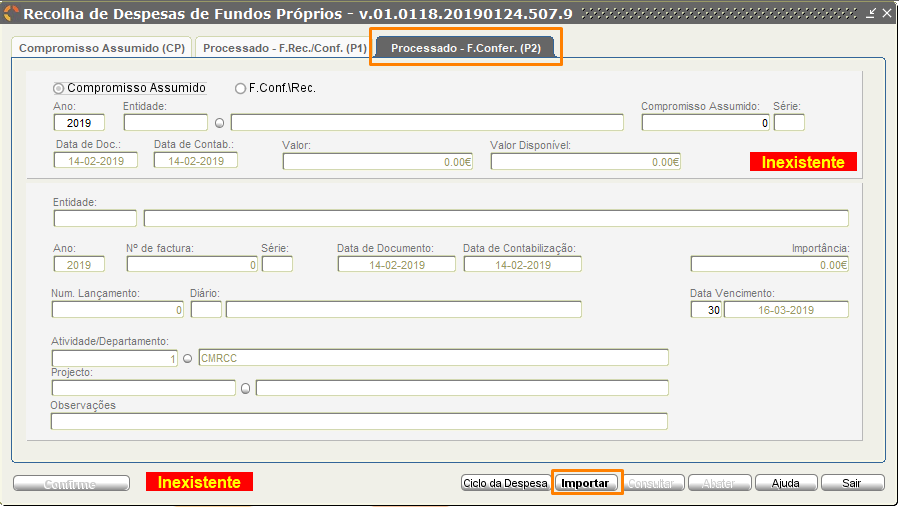 Recolha de Despesas de Fundos Próprios - v.01.0118.20190124.507.9
Compromisso Assumido (CP) Processado - F.Rec./Conf. (P1) Processado - F.Confer. (P2)
Compromisso Assumido F.Conf.\Rec.
Ano: Entidade: Compromisso Assumido: Série:
2019 0
Data de Doc.: Data de Contab.: Valor: Valor Disponível:
14-02-2019 14-02-2019 0.00€ 0.00€ Inexistente
Entidade:
Ano: Nº de factura: Série: Data de Documento: Data de Contabilização: Importância:
2019 0 14-02-2019 14-02-2019 0.00€
Num. Lançamento: Diário: Data Vencimento:
0 30 16-03-2019
Atividade/Departamento:
1 CMRCC
Projecto:
Observações
Confirme Inexistente Ciclo da Despesa Importar Consultar Abater Ajuda Sair